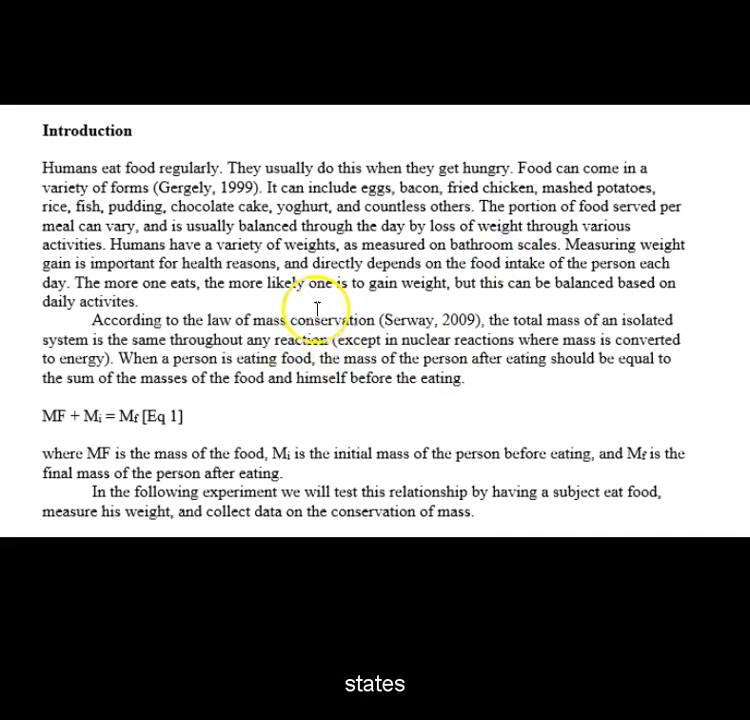 Introduction
Humans eat food regularly. They usually do this when they get hungry. Food can come in a
variety of forms (Gergely, 1999). It can include eggs, bacon, fried chicken, mashed potatoes,
rice, fish, pudding, chocolate cake, yoghurt, and countless others. The portion of food served per
meal can vary, and is usually balanced through the day by loss of weight through various
activities. Humans have a variety of weights, as measured on bathroom scales. Measuring weight
gain is important for health reasons, and directly depends on the food intake of the person each
day. The more one eats, the more likely one is to gain weight, but this can be balanced based on
daily activites.
According to the law of mass conservation (Serway, 2009), the total mass of an isolated
system is the same throughout any reaction (except in nuclear reactions where mass is converted
to energy). When a person is eating food, the mass of the person after eating should be equal to
the sum of the masses of the food and himself before the eating.
MF + Mi = Mf [Eq 1]
where MF is the mass of the food, Mi is the initial mass of the person before eating, and Mf is the
final mass of the person after eating.
In the following experiment we will test this relationship by having a subject eat food,
measure his weight, and collect data on the conservation of mass.
states